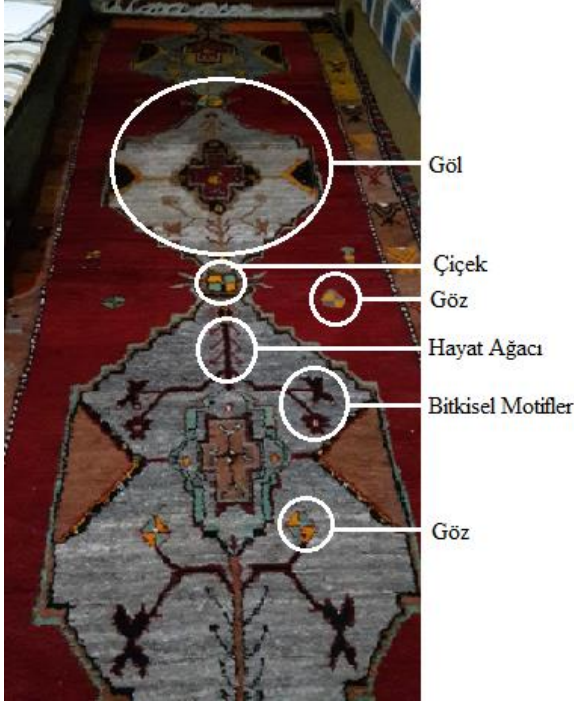 Göl
Çiçek
Göz
Hayat Ağacı
Bitkisel Motifler
Göz